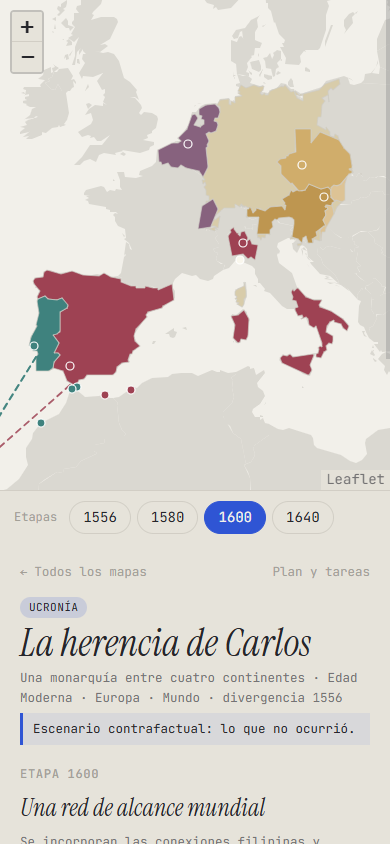 +
−
Leaflet
Etapas 1556 1580 1600 1640
← Todos los mapas Plan y tareas
UCRONÍA
La herencia de Carlos
Una monarquía entre cuatro continentes · Edad
Moderna · Europa · Mundo · divergencia 1556
Escenario contrafactual: lo que no ocurrió.
ETAPA 1600
Una red de alcance mundial
Se incorporan las conexiones filipinas y